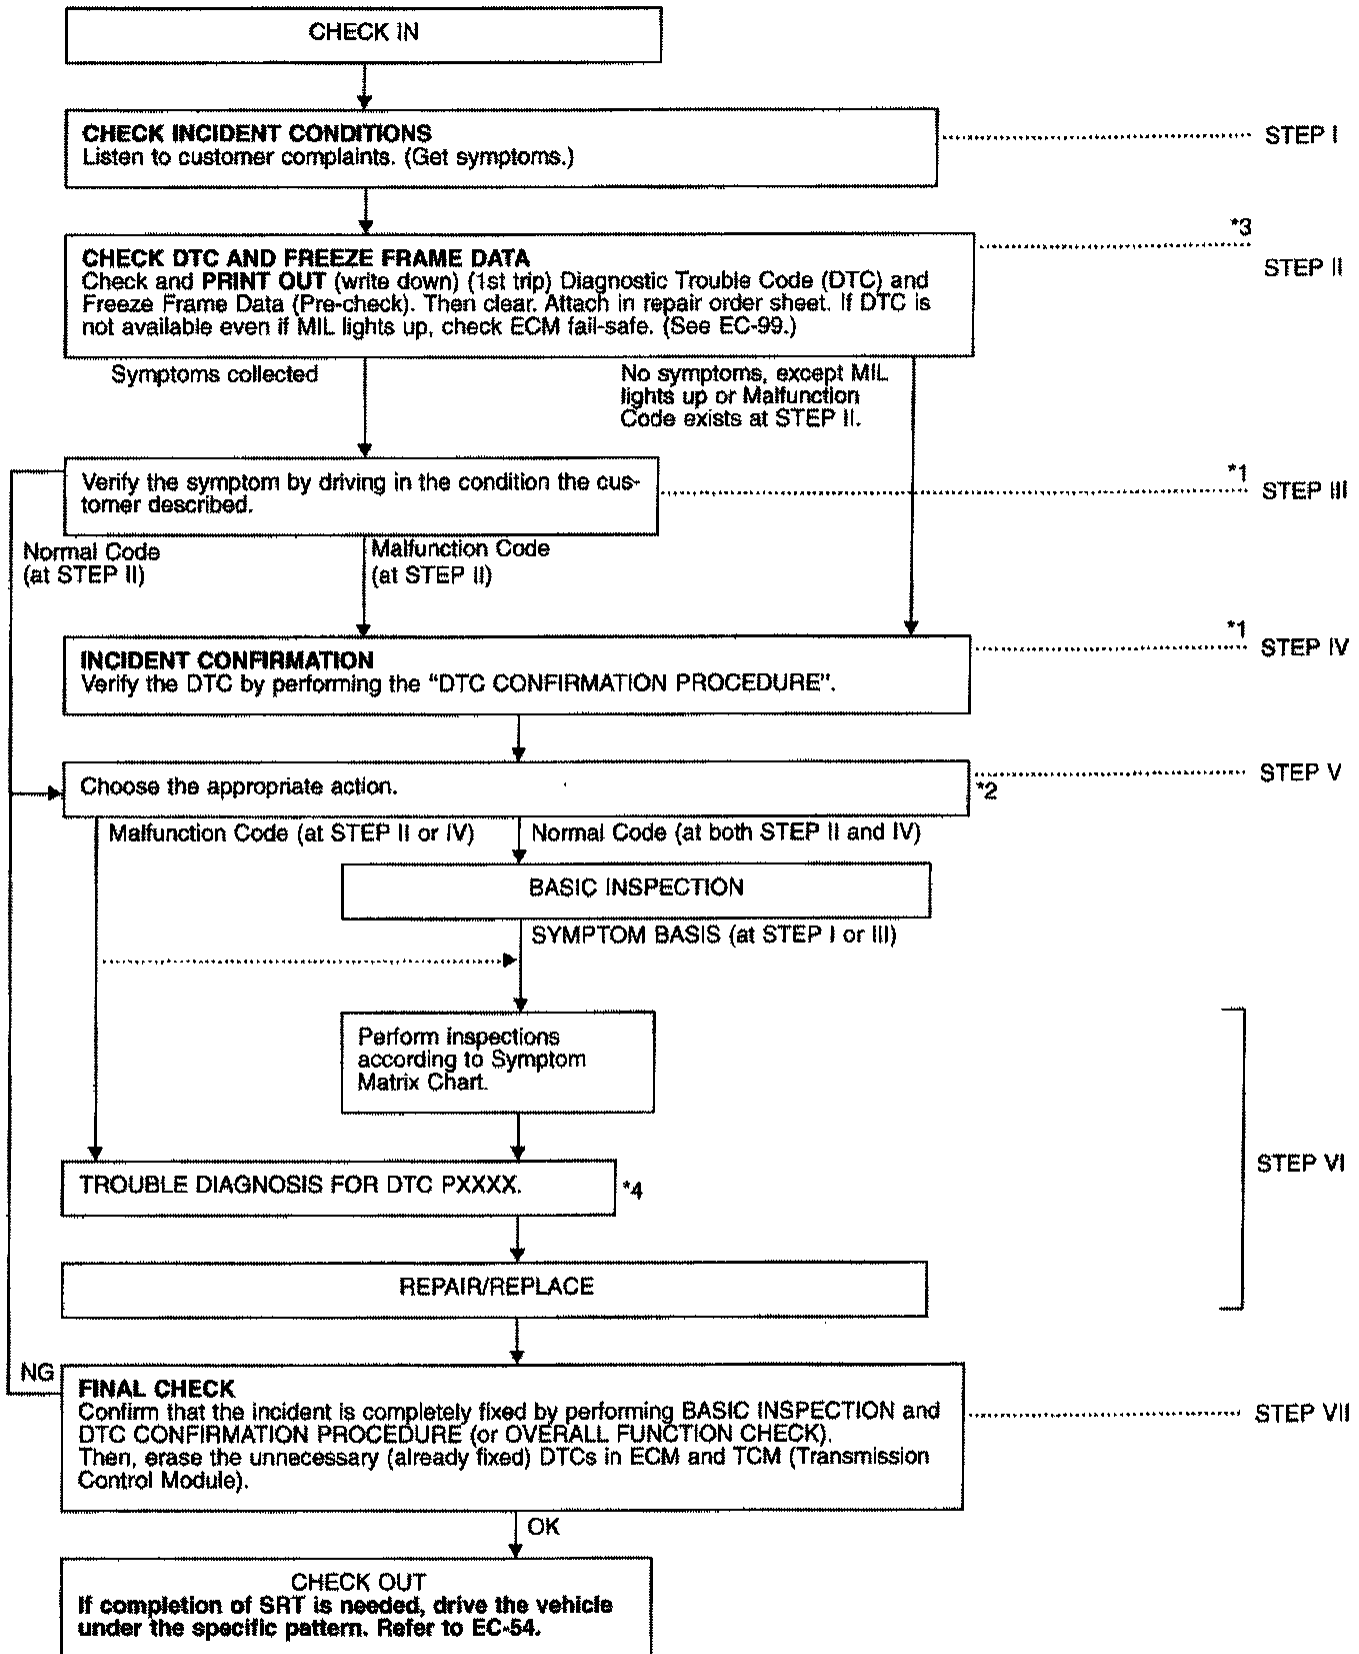 CHECK IN
CHECK INCIDENT CONDITIONS
Listen to customer complaints. (Get symptoms.)
STEP I
CHECK DTC AND FREEZE FRAME DATA
Check and PRINT OUT (write down) (1st trip) Diagnostic Trouble Code (DTC) and
Freeze Frame Data (Pre-check). Then clear. Attach in repair order sheet. If DTC is
not available even if MIL lights up, check ECM fail-safe. (See EC-99.)
*3
STEP II
Symptoms collected
No symptoms, except MIL
lights up or Malfunction
Code exists at STEP II.
Verify the symptom by driving in the condition the cus-
tomer described.
*1
STEP III
Normal Code
(at STEP II)
Malfunction Code
(at STEP II)
INCIDENT CONFIRMATION
Verify the DTC by performing the “DTC CONFIRMATION PROCEDURE”.
*1
STEP IV
Choose the appropriate action.
*2
STEP V
Malfunction Code (at STEP II or IV)
Normal Code (at both STEP II and IV)
BASIC INSPECTION
SYMPTOM BASIS (at STEP I or III)
Perform inspections
according to Symptom
Matrix Chart.
STEP VI
TROUBLE DIAGNOSIS FOR DTC PXXXX.
*4
REPAIR/REPLACE
NG
FINAL CHECK
Confirm that the incident is completely fixed by performing BASIC INSPECTION and
DTC CONFIRMATION PROCEDURE (or OVERALL FUNCTION CHECK).
Then, erase the unnecessary (already fixed) DTCs in ECM and TCM (Transmission
Control Module).
STEP VII
OK
CHECK OUT
If completion of SRT is needed, drive the vehicle
under the specific pattern. Refer to EC-54.